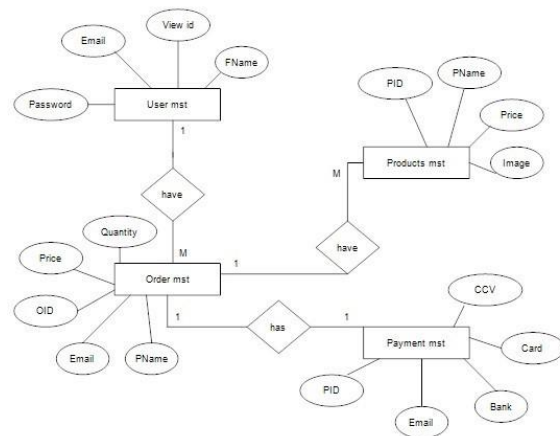 View id
Email
FName
Password
User mst
1
have
M
PID
PName
Price
Image
Products mst
M
have
1
Quantity
Price
OID
Order mst
Email
PName
1
has
1
CCV
Card
Payment mst
PID
Email
Bank